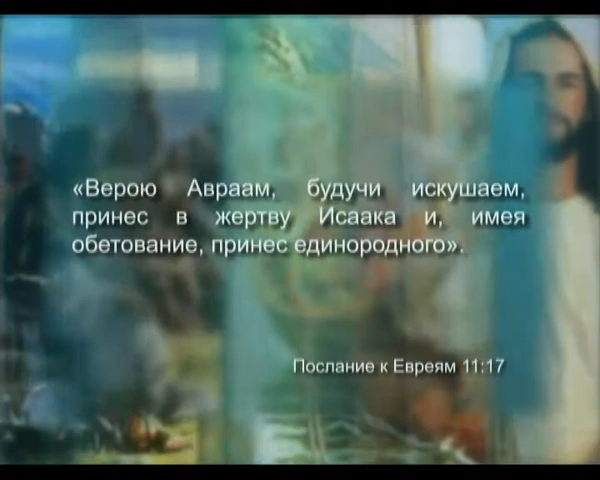 «Верою Авраам, будучи искушаем,
принес в жертву Исаака и, имея
обетование, принес единородного».
Послание к Евреям 11:17